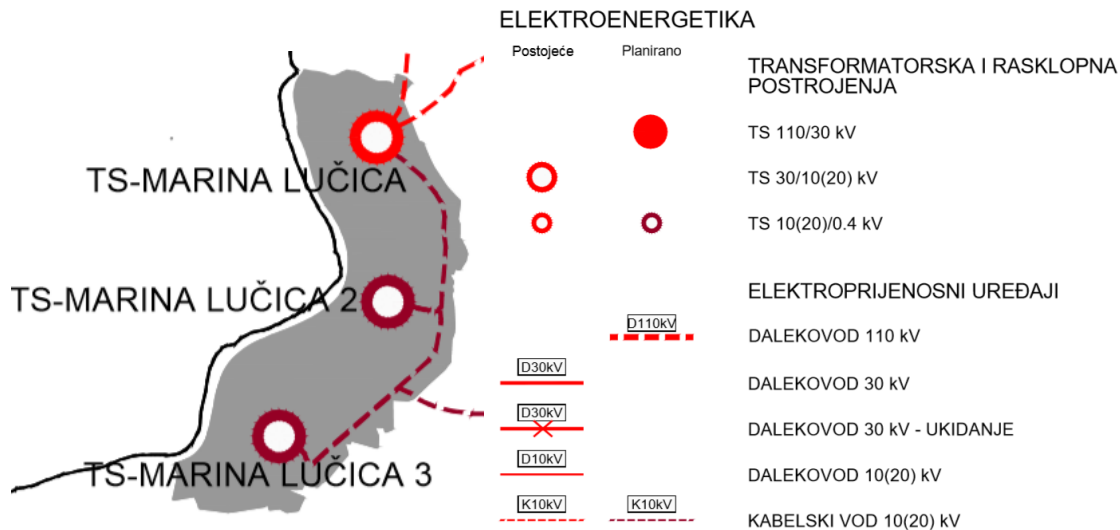 ELEKTROENERGETIKA
Postojeće
Planirano
TRANSFORMATORSKA I RASKLOPNA
POSTROJENJA
TS 110/30 kV
TS 30/10(20) kV
TS 10(20)/0.4 kV
ELEKTROPRIJENOSNI UREĐAJI
D110kV
DALEKOVOD 110 kV
D30kV
DALEKOVOD 30 kV
D30kV
DALEKOVOD 30 kV - UKIDANJE
D10kV
DALEKOVOD 10(20) kV
K10kV
K10kV
KABELSKI VOD 10(20) kV
TS-MARINA LUČICA
TS-MARINA LUČICA 2
TS-MARINA LUČICA 3